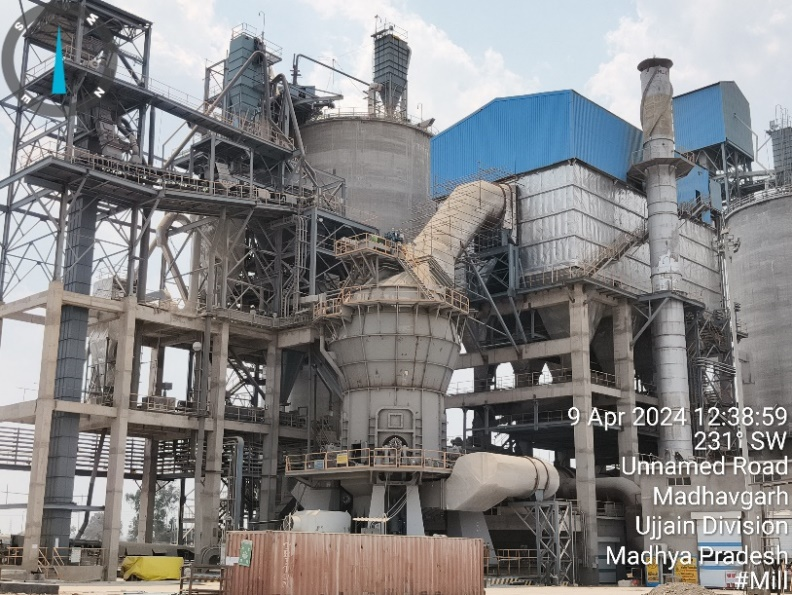 9 Apr 2024 12:38:59
231° SW
Unnamed Road
Madhavgarh
Ujjain Division
Madhya Pradesh
#Mill